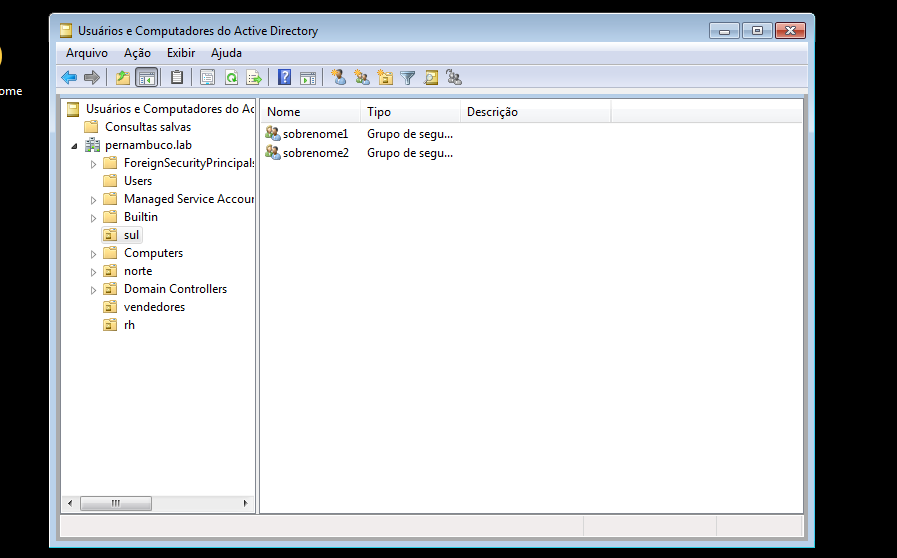 Usuários e Computadores do Active Directory
Arquivo Ação Exibir Ajuda
ome
Usuários e Computadores do Ac
Consultas salvas
pernambuco.lab
ForeignSecurityPrincipals
Users
Managed Service Accour
Builtin
sul
Computers
norte
Domain Controllers
vendedores
rh
Nome Tipo Descrição
sobrenome1 Grupo de segu...
sobrenome2 Grupo de segu...